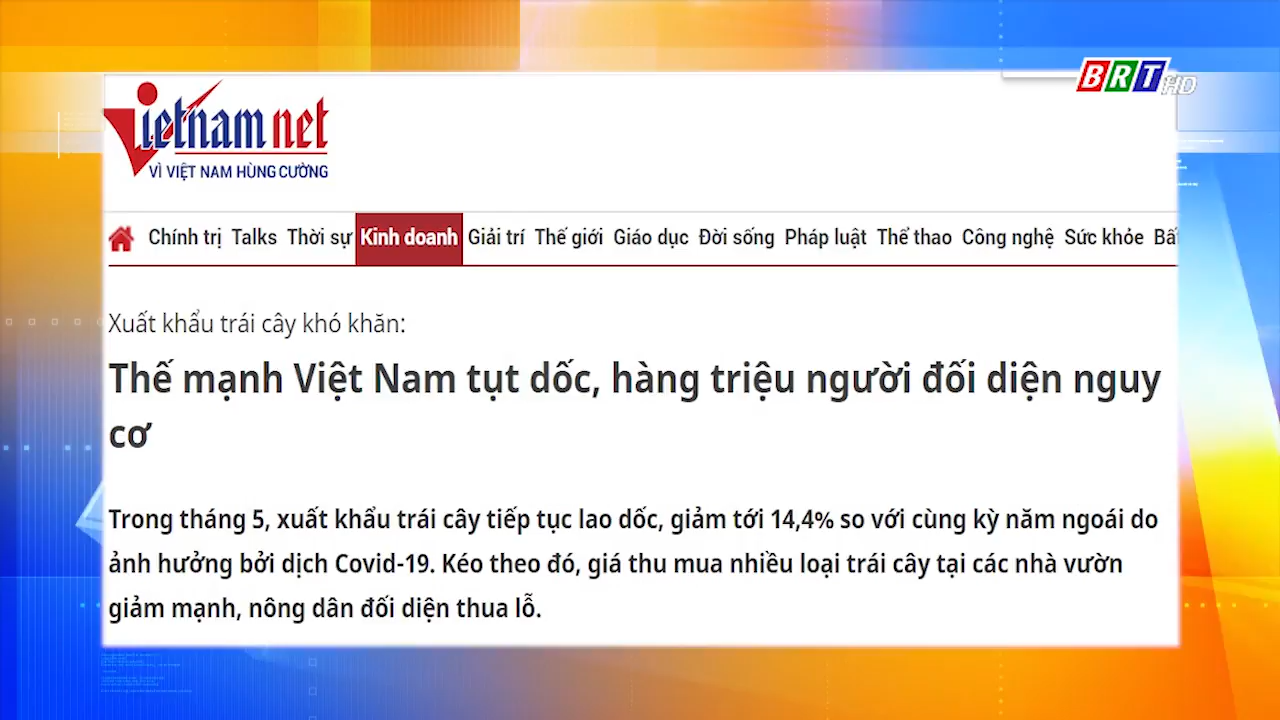 BRT HD
Vietnam net
VÌ VIỆT NAM HÙNG CƯỜNG
Chính trị Talks Thời sự Kinh doanh Giải trí Thế giới Giáo dục Đời sống Pháp luật Thể thao Công nghệ Sức khỏe
Xuất khẩu trái cây khó khăn:
Thế mạnh Việt Nam tụt dốc, hàng triệu người đối diện nguy
cơ
Trong tháng 5, xuất khẩu trái cây tiếp tục lao dốc, giảm tới 14,4% so với cùng kỳ năm ngoái do
ảnh hưởng bởi dịch Covid-19. Kéo theo đó, giá thu mua nhiều loại trái cây tại các nhà vườn
giảm mạnh, nông dân đối diện thua lỗ.